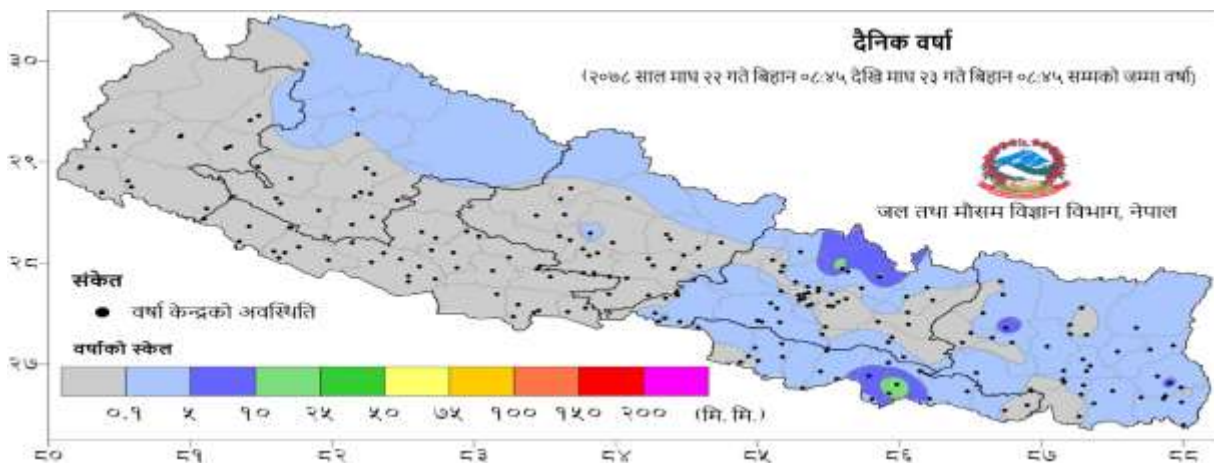 दैनिक वर्षा
(२०७८ साल माघ २२ गते बिहान ०८:४५ देखि माघ २३ गते बिहान ०८:४५ सम्मको जम्मा वर्षा)
जल तथा मौसम विज्ञान विभाग, नेपाल
३०
२९
२८
२७
संकेत
वर्षा केन्द्रको अवस्थिति
वर्षाको स्केल
०.१ ५ १० २५ ५० ७५ १०० १५० २०० (मि.मि.)
८० ८१ ८२ ८३ ८४ ८५ ८६ ८७ ८८